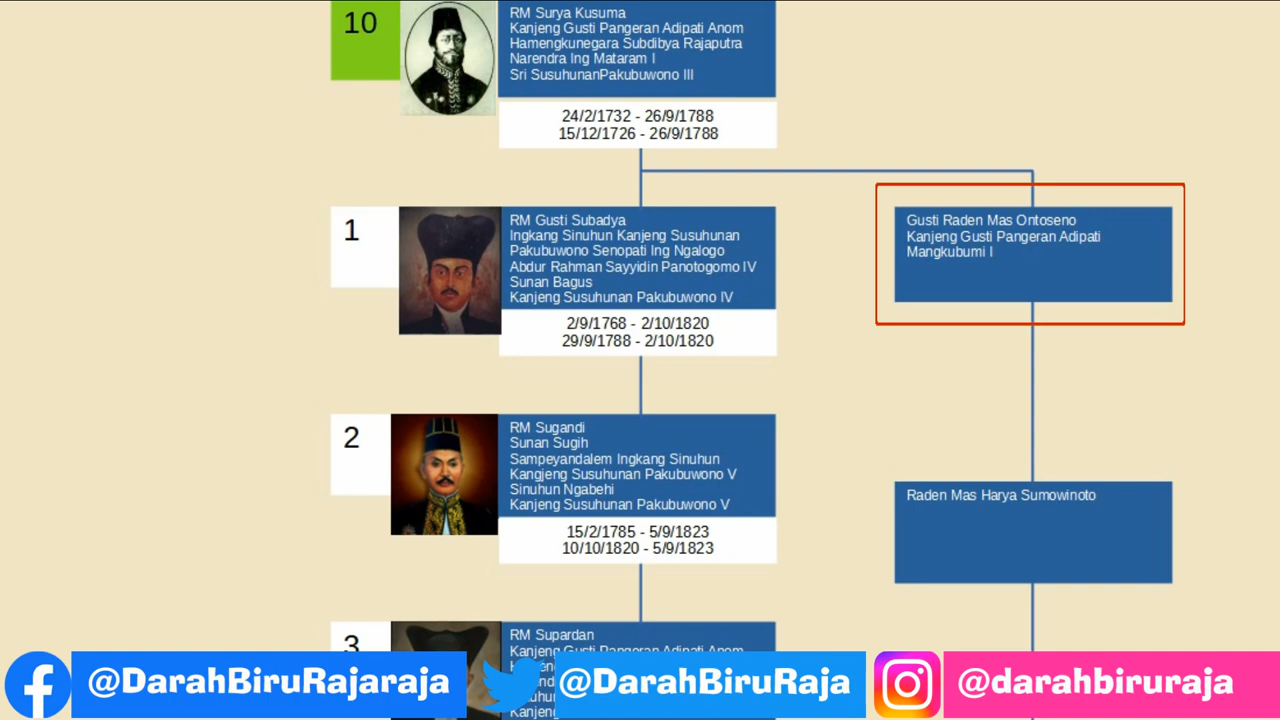 10
RM Surya Kusuma
Kanjeng Gusti Pangeran Adipati Anom
Hamengkunegara Subdibya Rajaputra
Narendra Ing Mataram I
Sri SusuhunanPakubuwono III
24/2/1732 - 26/9/1788
15/12/1726 - 26/9/1788
1
RM Gusti Subadya
Ingkang Sinuhun Kanjeng Susuhunan
Pakubuwono Senopati Ing Ngalogo
Abdur Rahman Sayyidin Panotogomo IV
Sunan Bagus
Kanjeng Susuhunan Pakubuwono IV
2/9/1768 - 2/10/1820
29/9/1788 - 2/10/1820
Gusti Raden Mas Ontoseno
Kanjeng Gusti Pangeran Adipati
Mangkubumi I
2
RM Sugandi
Sunan Sugih
Sampeyandalem Ingkang Sinuhun
Kangjeng Susuhunan Pakubuwono V
Sinuhun Ngabehi
Kanjeng Susuhunan Pakubuwono V
15/2/1785 - 5/9/1823
10/10/1820 - 5/9/1823
Raden Mas Harya Sumowinoto
3
RM Supardan
Kanjeng Gusti Pangeran Adipati Anom
@DarahBiruRajaraja
@DarahBiruRaja
@darahbiruraja